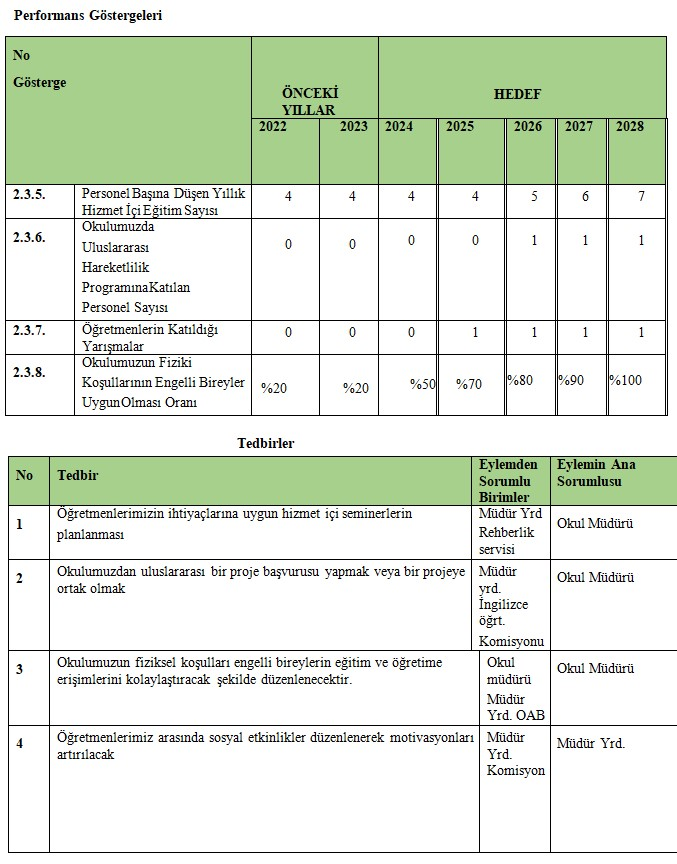 Performans Göstergeleri
No
Gösterge
ÖNCEKİ
YILLAR
HEDEF
2022 2023 2024 2025 2026 2027 2028
2.3.5. Personel Başına Düşen Yıllık
Hizmet İçi Eğitim Sayısı
4 4 4 4 5 6 7
2.3.6. Okulumuzda
Uluslararası
Hareketlilik
Programına Katılan
Personel Sayısı
0 0 0 0 1 1 1
2.3.7. Öğretmenlerin Katıldığı
Yarışmalar
0 0 0 1 1 1 1
2.3.8. Okulumuzun Fiziki
Koşullarının Engelli Bireyler
Uygun Olması Oranı
%20 %20 %50 %70 %80 %90 %100
Tedbirler
No Tedbir Eylemden
Sorumlu
Birimler
Eylemin Ana
Sorumlusu
1 Öğretmenlerimizin ihtiyaçlarına uygun hizmet içi seminerlerin
planlanması
Müdür Yrd
Rehberlik
servisi
Okul Müdürü
2 Okulumuzdan uluslararası bir proje başvurusu yapmak veya bir projeye
ortak olmak
Müdür
yrd.
İngilizce
öğrt.
Komisyonu
Okul Müdürü
3 Okulumuzun fiziksel koşulları engelli bireylerin eğitim ve öğretime
erişimlerini kolaylaştıracak şekilde düzenlenecektir.
Okul
müdürü
Müdür
Yrd. OAB
Okul Müdürü
4 Öğretmenlerimiz arasında sosyal etkinlikler düzenlenerek motivasyonları
artırılacak
Müdür
Yrd.
Komisyon
Müdür Yrd.